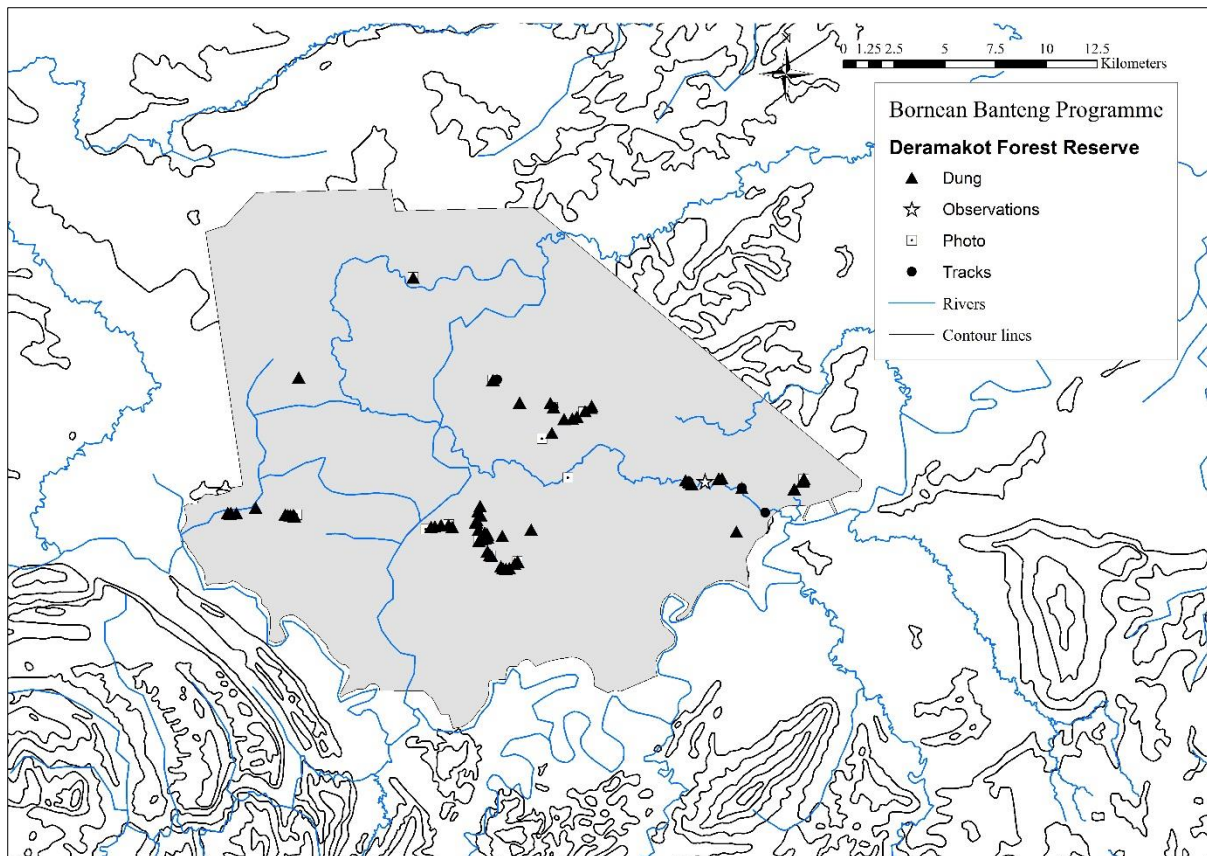 0 1.25 2.5 5 7.5 10 12.5
Kilometers
Bornean Banteng Programme
Deramakot Forest Reserve
Dung
Observations
Photo
Tracks
Rivers
Contour lines